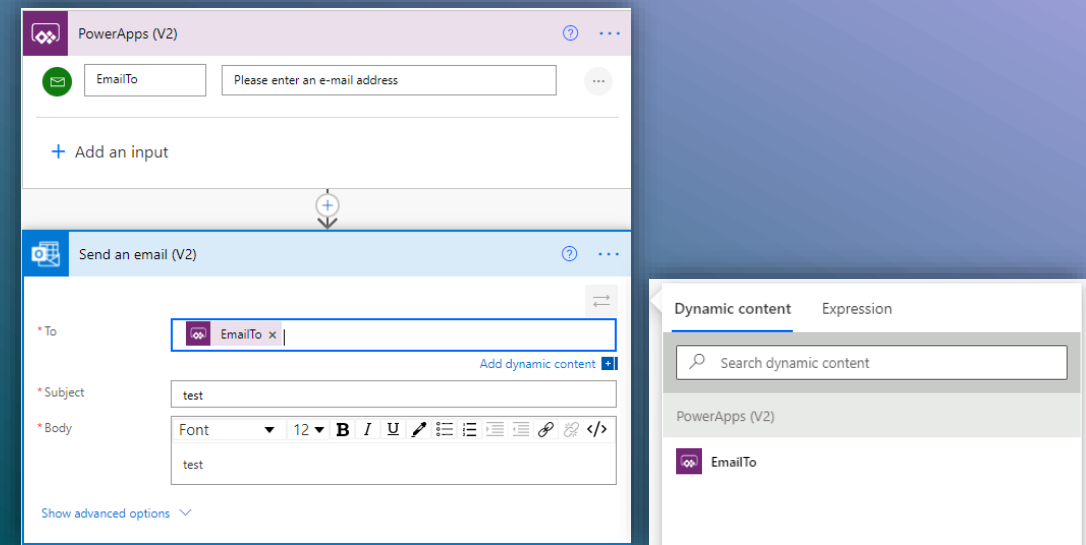 PowerApps (V2)
EmailTo
Please enter an e-mail address
Add an input
Send an email (V2)
* To
EmailTo
Add dynamic content
* Subject
test
* Body
Font
12
B I U </>
test
Show advanced options
Dynamic content Expression
Search dynamic content
PowerApps (V2)
EmailTo